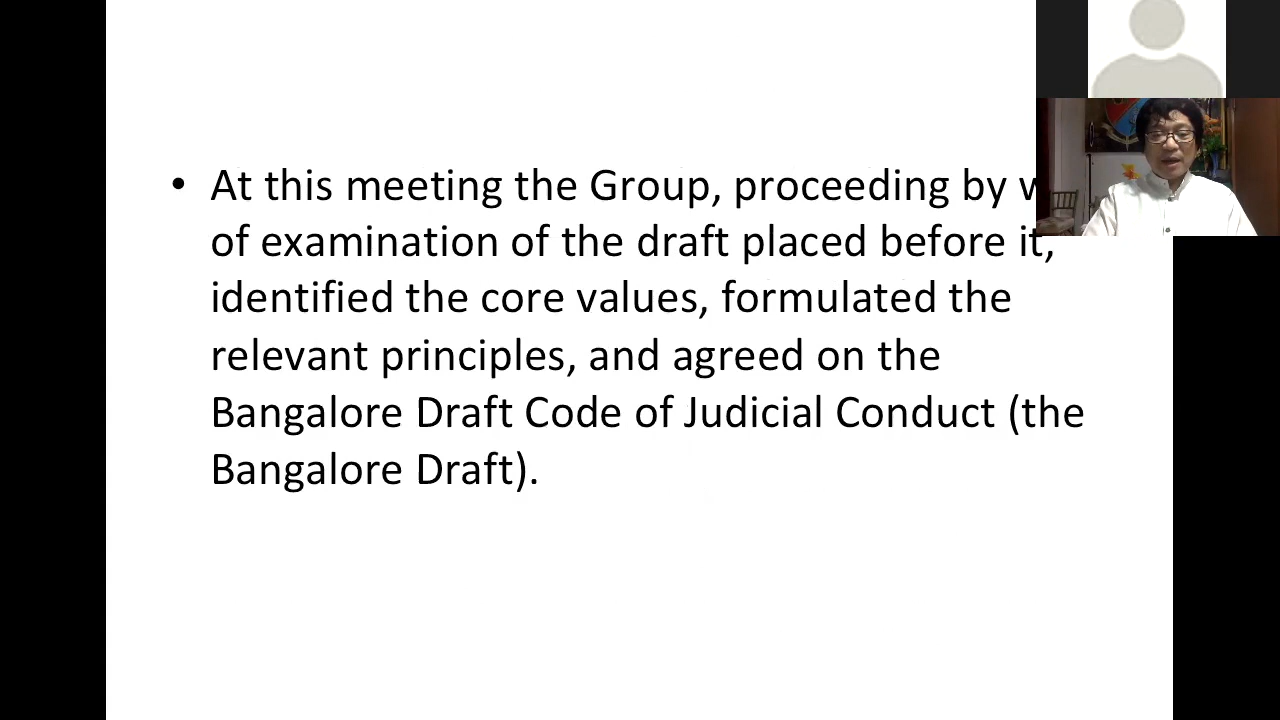 • At this meeting the Group, proceeding by
of examination of the draft placed before it,
identified the core values, formulated the
relevant principles, and agreed on the
Bangalore Draft Code of Judicial Conduct (the
Bangalore Draft).